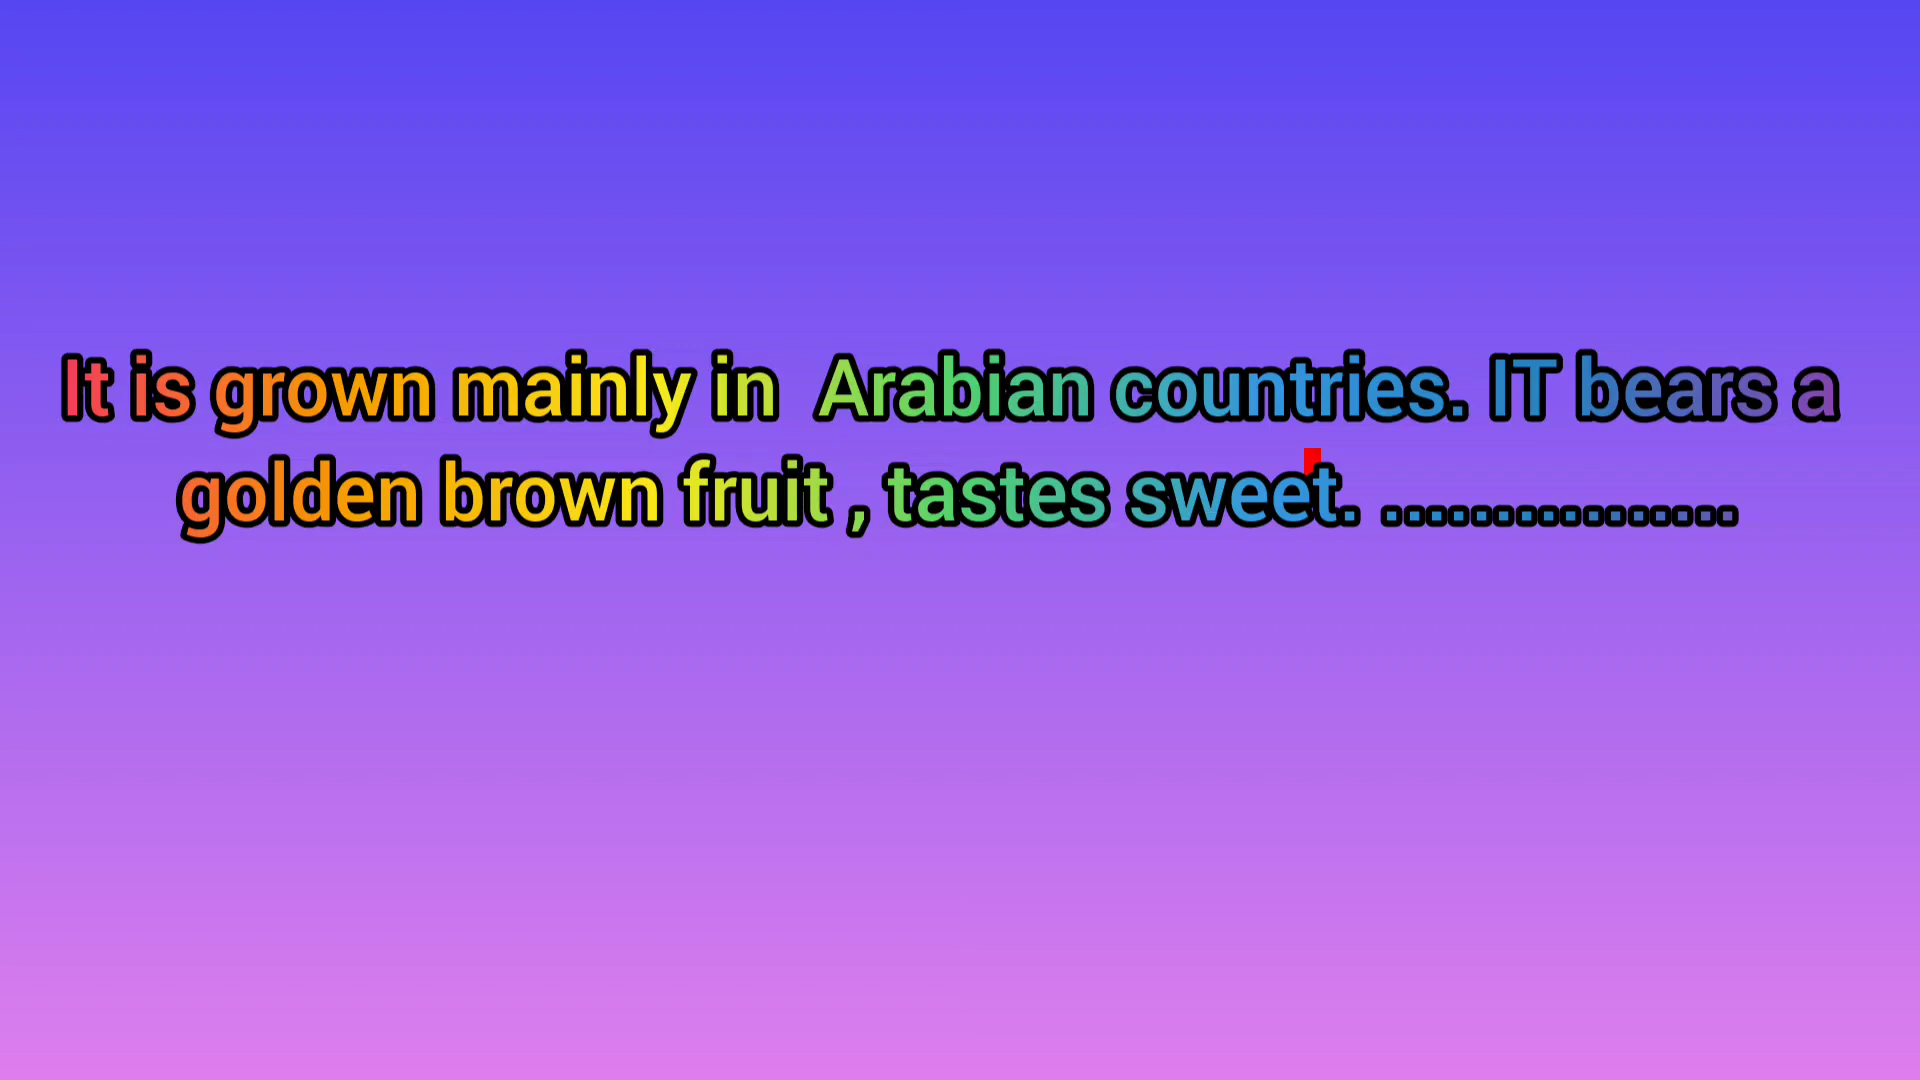 It is grown mainly in  Arabian countries. IT bears a
golden brown fruit , tastes sweet. ................